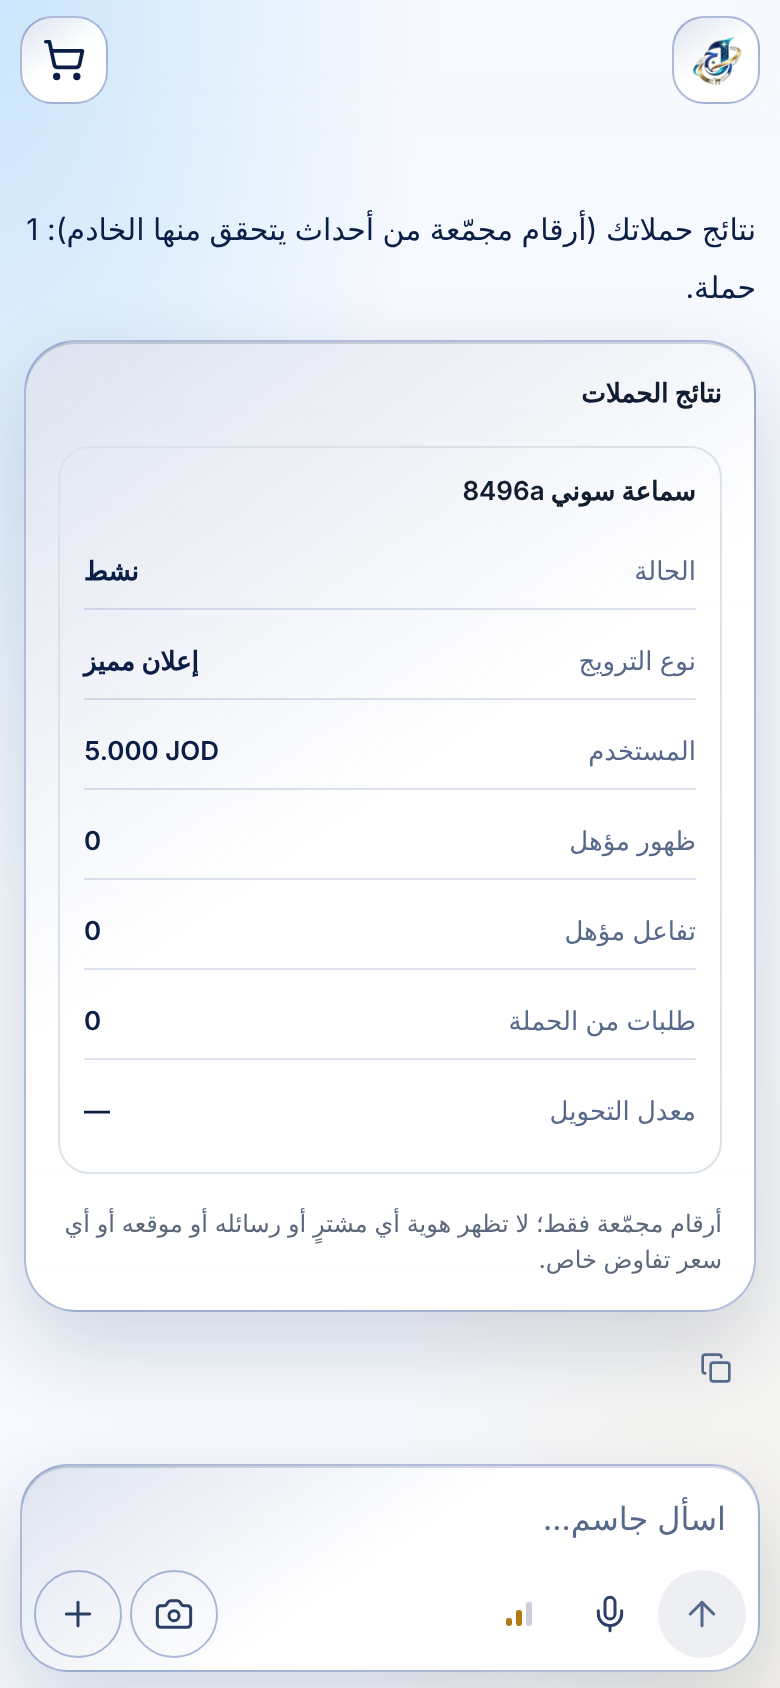 نتائج حملاتك (أرقام مجمّعة من أحداث يتحقق منها الخادم): 1
حملة.
نتائج الحملات
سماعة سوني 8496a
الحالة نشط
نوع الترويج إعلان مميز
المستخدم 5.000 JOD
ظهور مؤهل 0
تفاعل مؤهل 0
طلبات من الحملة 0
معدل التحويل —
أرقام مجمّعة فقط؛ لا تظهر هوية أي مشترٍ أو رسائله أو موقعه أو أي
سعر تفاوض خاص.
اسأل جاسم...